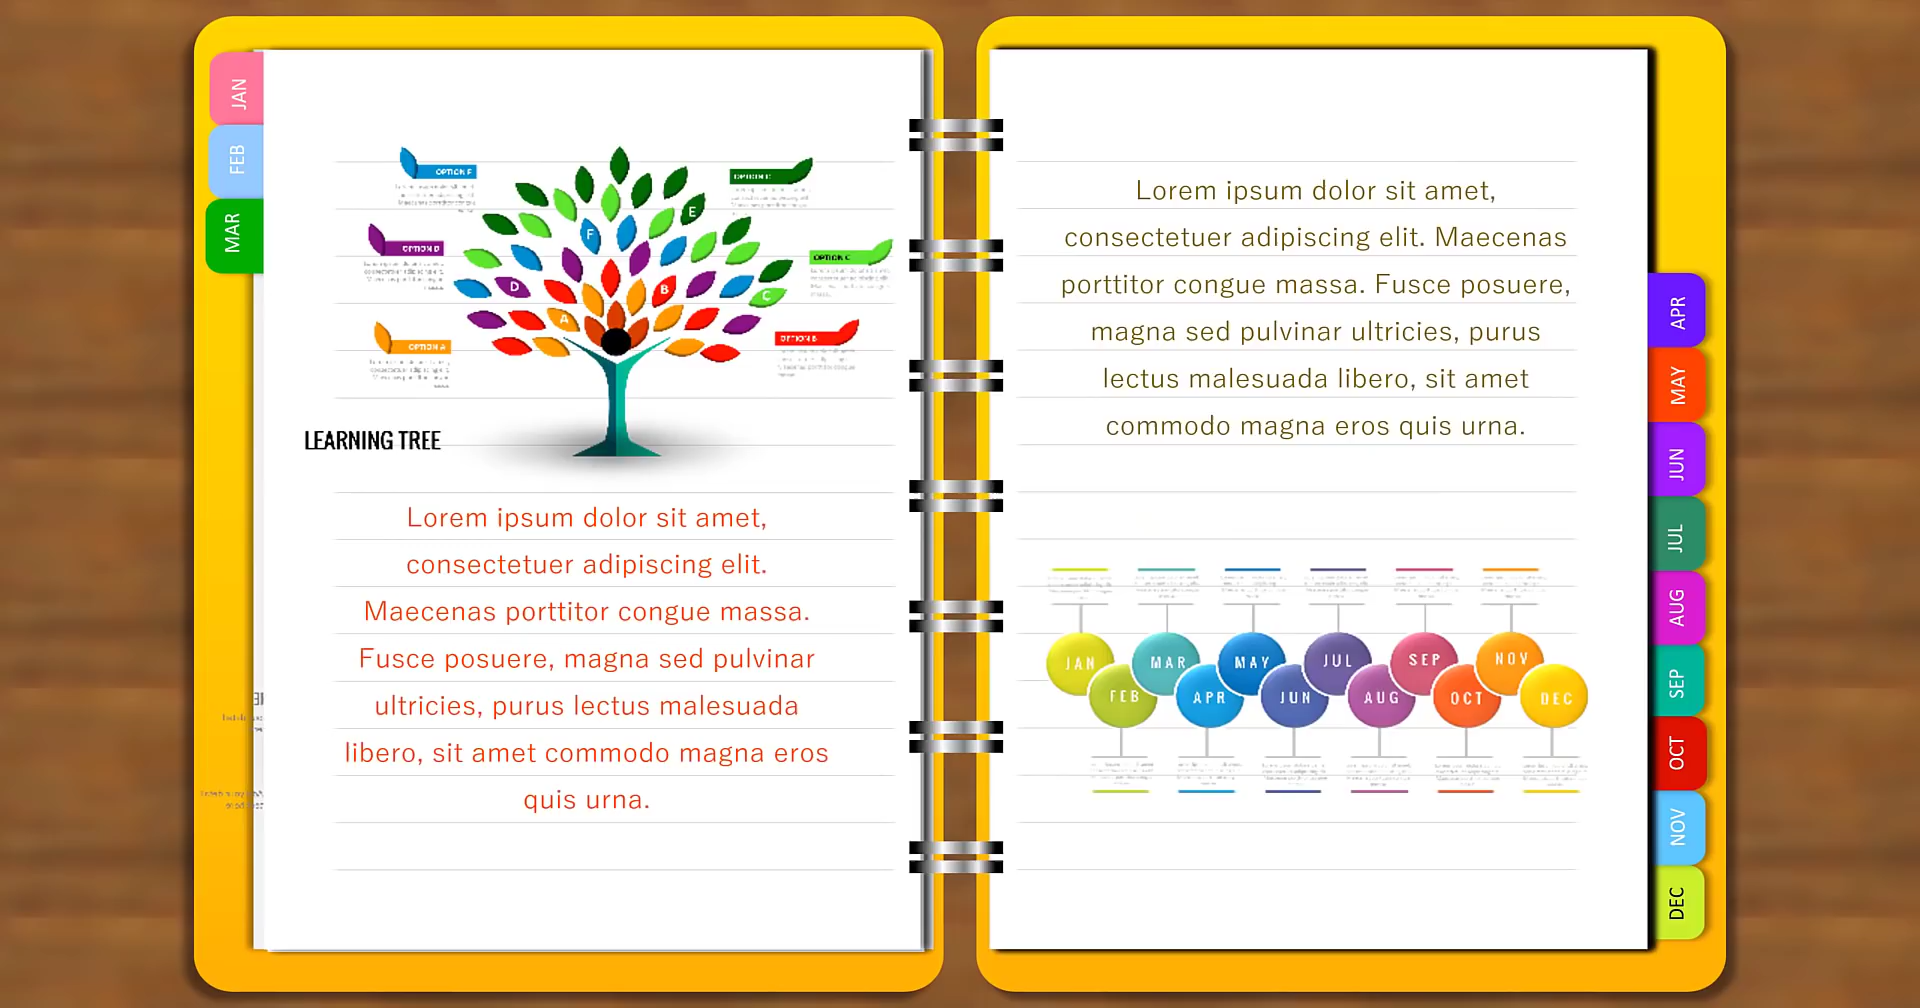 JAN
FEB
MAR
OPTION F
OPTION D
OPTION C
OPTION A
OPTION B
E
F
D
B
C
A
LEARNING TREE
Lorem ipsum dolor sit amet,
consectetuer adipiscing elit.
Maecenas porttitor congue massa.
Fusce posuere, magna sed pulvinar
ultricies, purus lectus malesuada
libero, sit amet commodo magna eros
quis urna.
Lorem ipsum dolor sit amet,
consectetuer adipiscing elit. Maecenas
porttitor congue massa. Fusce posuere,
magna sed pulvinar ultricies, purus
lectus malesuada libero, sit amet
commodo magna eros quis urna.
JAN
FEB
MAR
APR
MAY
JUN
JUL
AUG
SEP
OCT
NOV
DEC
APR
MAY
JUN
JUL
AUG
SEP
OCT
NOV
DEC